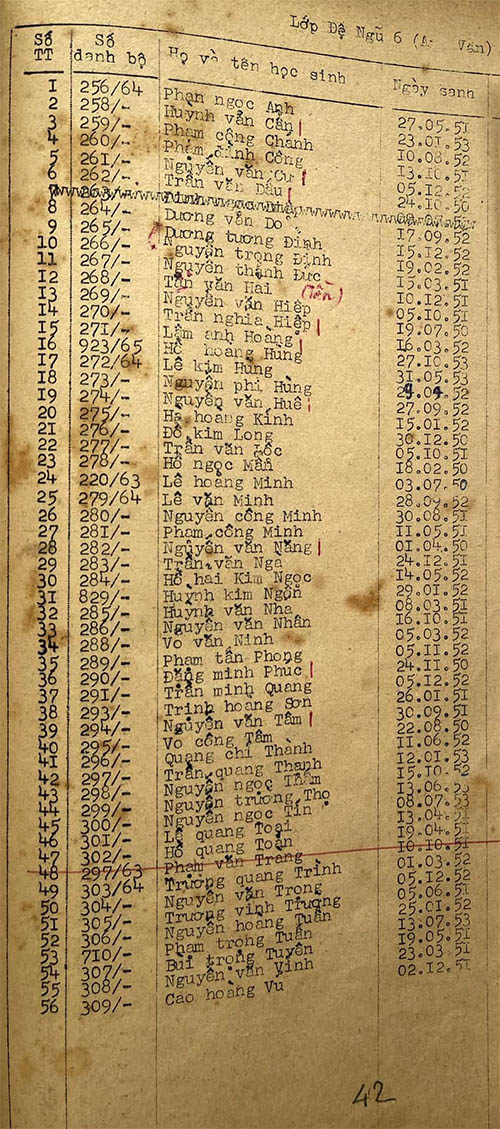 Lớp Đệ Ngũ 6 (A Văn)
Số TT Số danh bộ Họ và tên học sinh Ngày sanh
1 256/64 Phan ngọc Anh 27.05.51
2 258/- Huỳnh văn Cẩn 23.01.53
3 259/- Phạm công Chánh 10.08.52
4 260/- Phạm đình Công 13.10.51
5 261/- Nguyễn văn Cư 05.12.5
6 262/- Trần văn Dấu 24.10.50
7 263/-
8 264/- Dương văn Do 17.09.52
9 265/- Dương tương Đinh 15.12.52
10 266/- Nguyễn trọng Định 19.02.52
11 267/- Nguyễn thành Đức 15.03.51
12 268/- Tân văn Hai (Tiền) 10.12.51
13 269/- Nguyễn văn Hiệp 05.10.51
14 270/- Trần nghĩa Hiệp 19.07.50
15 271/- Lâm anh Hoàng 16.03.52
16 923/65 Hồ hoàng Hùng 27.10.53
17 272/64 Lê kim Hùng 31.05.53
18 273/- Nguyễn phi Hùng 29.04.52
19 274/- Nguyễn văn Huê 27.09.52
20 275/- Hạ hoàng Kính 15.01.52
21 276/- Đỗ kim Long 30.12.50
22 277/- Trần văn Lộc 05.10.51
23 278/- Hồ ngọc Mẫn 18.02.50
24 220/63 Lê hoàng Minh 03.07.50
25 279/64 Lê văn Minh 28.09.52
26 280/- Nguyễn công Minh 30.08.51
27 281/- Phạm công Minh 11.05.51
28 282/- Nguyễn văn Năng 01.04.50
29 283/- Trần văn Nga 24.12.51
30 284/- Hồ hai Kim Ngọc 14.05.52
31 829/- Huỳnh kim Ngôn 29.01.52
32 285/- Huỳnh văn Nha 08.03.51
33 286/- Nguyễn văn Nhân 16.10.51
34 288/- Võ văn Ninh 05.03.52
35 289/- Phạm tấn Phong 05.11.52
36 290/- Đặng minh Phúc 24.11.50
37 291/- Trần minh Quang 05.12.52
38 293/- Trịnh hoàng Sơn 26.01.51
39 294/- Nguyễn văn Tâm 30.09.51
40 295/- Võ công Tâm 22.08.50
41 296/- Quang chí Thành 11.06.52
42 297/- Trần quang Thanh 12.01.53
43 298/- Nguyễn ngọc Thâm 15.10.52
44 299/- Nguyễn trương Thọ 13.06.53
45 300/- Nguyễn ngọc Tín 08.07.53
46 301/- Lê quang Toại 13.04.51
47 302/- Hồ quang Toản 19.04.51
48 297/63 Phạm văn Trang 10.10.51
49 303/64 Trương quang Trình 01.03.52
50 304/- Nguyễn văn Trọng 05.12.52
51 305/- Trương vĩnh Trương 05.06.51
52 306/- Nguyễn hoàng Tuấn 25.01.52
53 710/- Phạm trọng Tuấn 13.07.53
54 307/- Bùi trọng Tuyên 19.05.51
55 308/- Nguyễn văn Vinh 23.03.51
56 309/- Cao hoàng Vũ 02.12.51
42